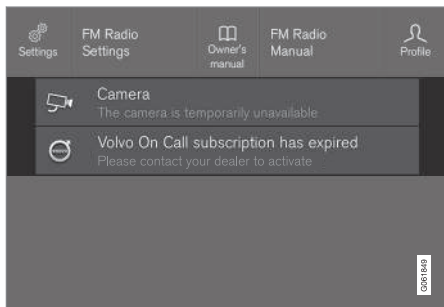 Settings
FM Radio
Settings
Owner's
manual
FM Radio
Manual
Profile
Camera
The camera is temporarily unavailable
Volvo On Call subscription has expired
Please contact your dealer to activate
G061849